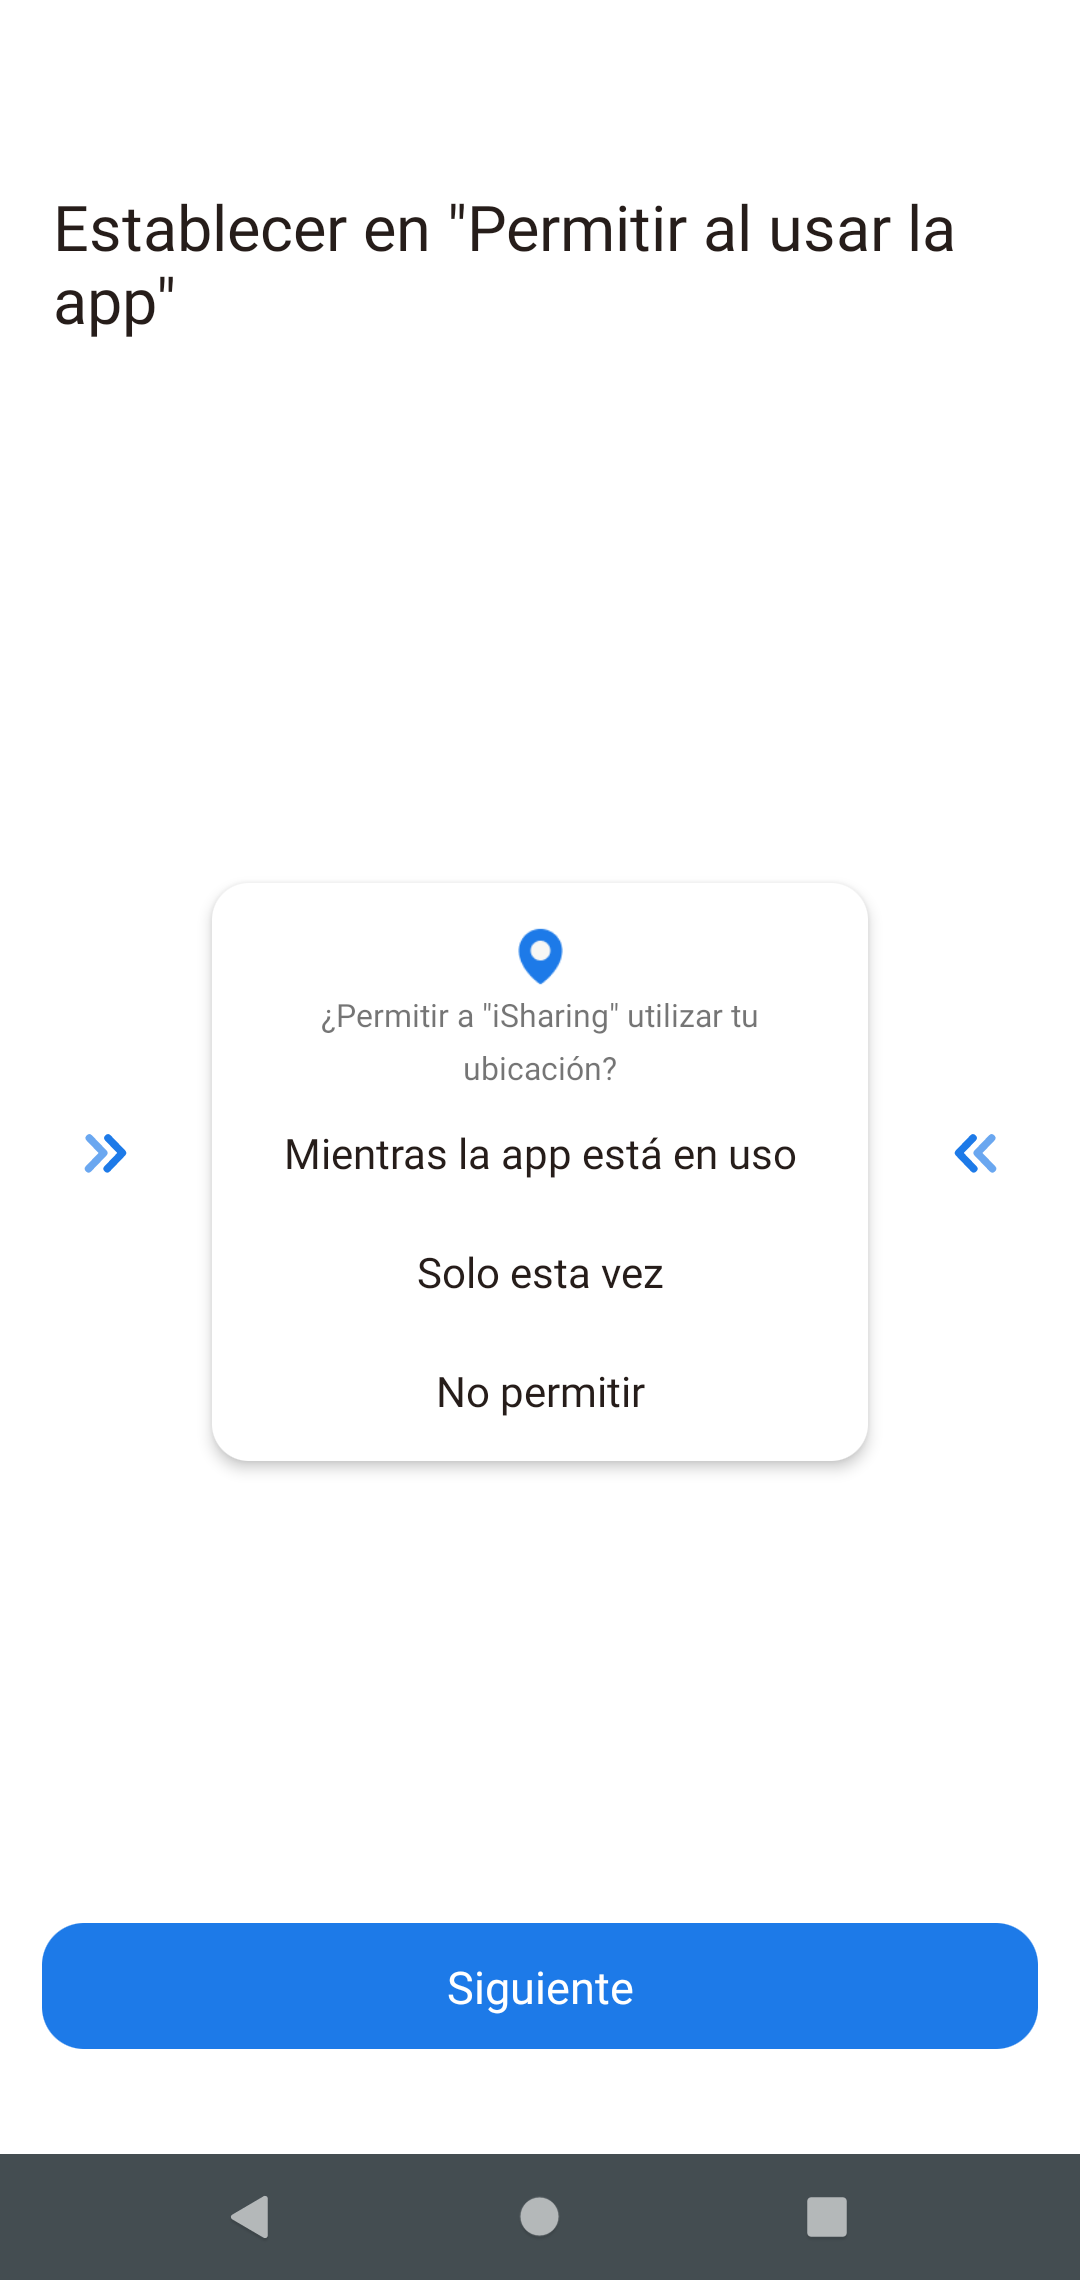 Establecer en "Permitir al usar la
app"
¿Permitir a "iSharing" utilizar tu
ubicación?
Mientras la app está en uso
Solo esta vez
No permitir
Siguiente